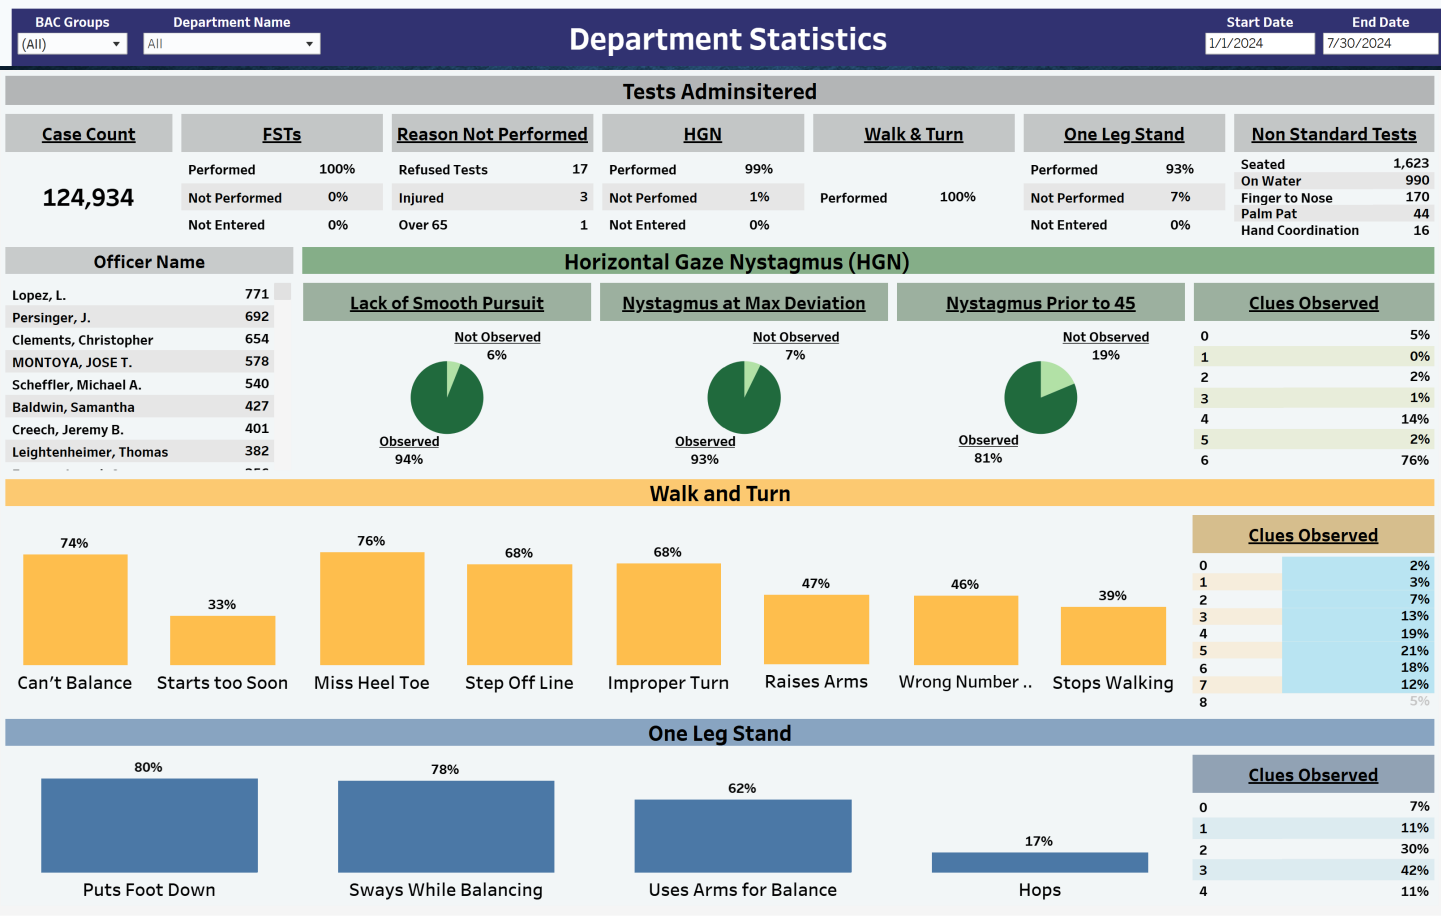 BAC Groups
Department Name
(All)
All
Department Statistics
Start Date
End Date
1/1/2024
7/30/2024
Tests Adminsitered
Case Count
124,934
FSTs
Performed 100%
Not Performed 0%
Not Entered 0%
Reason Not Performed
Refused Tests 17
Injured 3
Over 65 1
HGN
Performed 99%
Not Perfomed 1%
Not Entered 0%
Walk & Turn
Performed 100%
One Leg Stand
Performed 93%
Not Performed 7%
Not Entered 0%
Non Standard Tests
Seated 1,623
On Water 990
Finger to Nose 170
Palm Pat 44
Hand Coordination 16
Officer Name
Lopez, L. 771
Persinger, J. 692
Clements, Christopher 654
MONTOYA, JOSE T. 578
Scheffler, Michael A. 540
Baldwin, Samantha 427
Creech, Jeremy B. 401
Leightenheimer, Thomas 382
Horizontal Gaze Nystagmus (HGN)
Lack of Smooth Pursuit
Not Observed
6%
Observed
94%
Nystagmus at Max Deviation
Not Observed
7%
Observed
93%
Nystagmus Prior to 45
Not Observed
19%
Observed
81%
Clues Observed
0 5%
1 0%
2 2%
3 1%
4 14%
5 2%
6 76%
Walk and Turn
74%
33%
76%
68%
68%
47%
46%
39%
Can't Balance
Starts too Soon
Miss Heel Toe
Step Off Line
Improper Turn
Raises Arms
Wrong Number ..
Stops Walking
Clues Observed
0 2%
1 3%
2 7%
3 13%
4 19%
5 21%
6 18%
7 12%
8 5%
One Leg Stand
80%
78%
62%
17%
Puts Foot Down
Sways While Balancing
Uses Arms for Balance
Hops
Clues Observed
0 7%
1 11%
2 30%
3 42%
4 11%